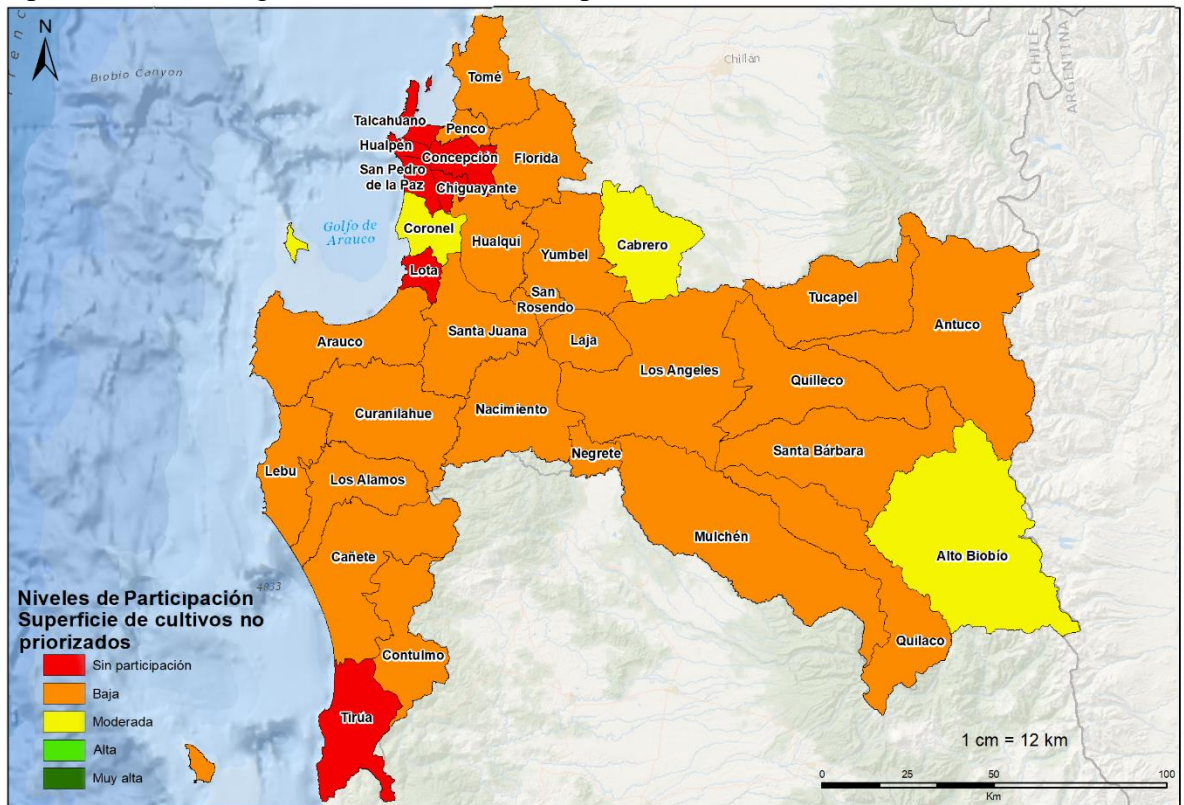 N
Biobío Canyon
Chillán
CHILE
ARGENTINA
Tomé
Talcahuano
Penco
Hualpén
Concepción
Florida
San Pedro
de la Paz
Chiguayante
Golfo de
Arauco
Coronel
Hualqui
Yumbel
Cabrero
Lota
San
Rosendo
Tucapel
Antuco
Arauco
Santa Juana
Laja
Los Angeles
Quilleco
Curanilahue
Nacimiento
Santa Bárbara
Lebu
Los Alamos
Negrete
Mulchén
Alto Biobío
Cañete
4833
Contulmo
Quilaco
Tirúa
Niveles de Participación
Superficie de cultivos no
priorizados
Sin participación
Baja
Moderada
Alta
Muy alta
1 cm = 12 km
0 25 50 100
Km